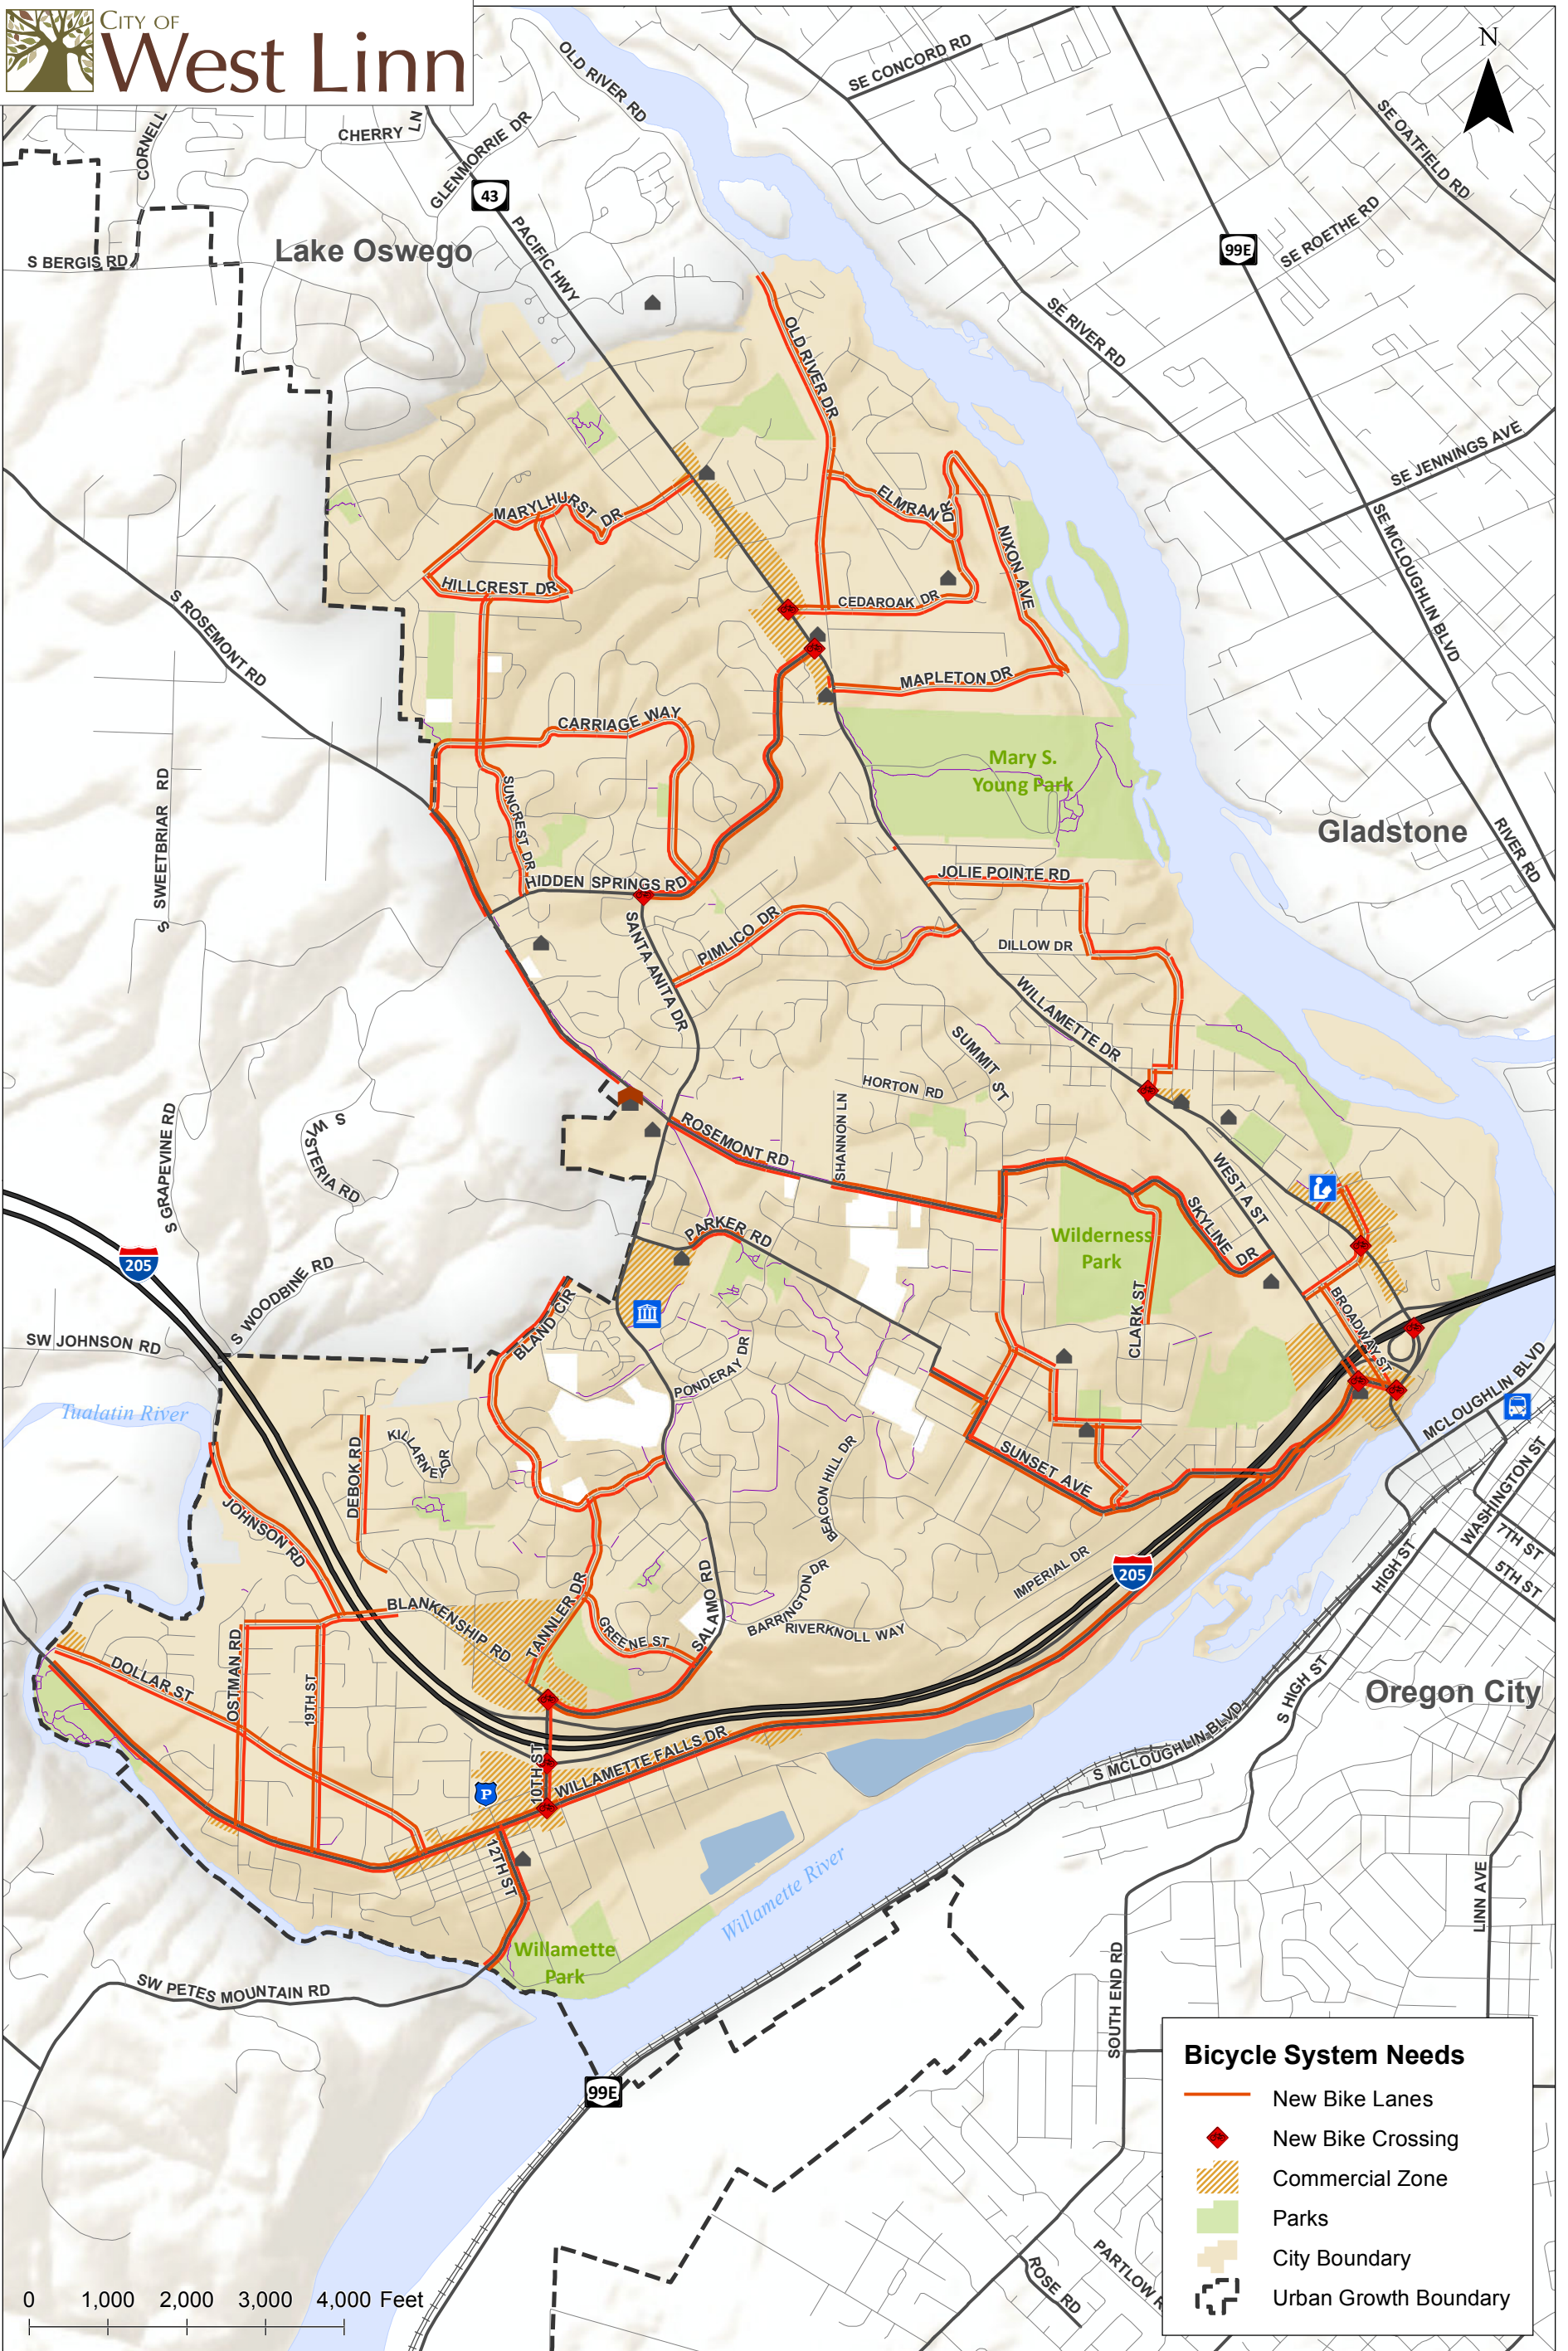 CITY OF
West Linn
N
OLD RIVER RD
SE CONCORD RD
SE OATFIELD RD
CORNELL
CHERRY LN
GLENMORRIE DR
43
PACIFIC HWY
SE ROETHE RD
99E
Lake Oswego
S BERGIS RD
SE RIVER RD
OLD RIVER DR
SE JENNINGS AVE
MARYLHURST DR
ELMRAN DR
NIXON AVE
SE MCLOUGHLIN BLVD
HILLCREST DR
CEDAROAK DR
S ROSEMONT RD
MAPLETON DR
CARRIAGE WAY
Mary S.
Young Park
SUNCREST DR
S SWEETBRIAR RD
Gladstone
RIVER RD
HIDDEN SPRINGS RD
JOLIE POINTE RD
SANTA ANITA DR
PIMLICO DR
DILLOW DR
WILLAMETTE DR
SUMMIT ST
HORTON RD
S GRAPEVINE RD
S WYSTERIA RD
ROSEMONT RD
SHANNON LN
WEST A ST
SKYLINE DR
PARKER RD
Wilderness
Park
205
S WOODBINE RD
SW JOHNSON RD
BLAND CIR
CLARK ST
BROADWAY ST
PONDERAY DR
MCLOUGHLIN BLVD
Tualatin River
KILLARNEY DR
DEBOK RD
BEACON HILL DR
SUNSET AVE
WASHINGTON ST
JOHNSON RD
7TH ST
5TH ST
HIGH ST
205
IMPERIAL DR
SALAMO RD
BARRINGTON DR
RIVERKNOLL WAY
BLANKENSHIP RD
TANNLER DR
GREENE ST
DOLLAR ST
OSTMAN RD
19TH ST
S HIGH ST
Oregon City
10TH ST
WILLAMETTE FALLS DR
S MCLOUGHLIN BLVD
P
12TH ST
Willamette River
LINN AVE
Willamette
Park
SW PETES MOUNTAIN RD
SOUTH END RD
99E
Bicycle System Needs
New Bike Lanes
New Bike Crossing
Commercial Zone
Parks
City Boundary
Urban Growth Boundary
ROSE RD
PARTLOW R
0 1,000 2,000 3,000 4,000 Feet